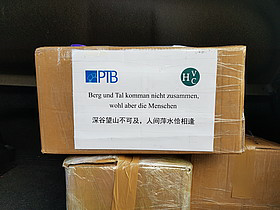 PTB
H V C
Berg und Tal komman nicht zusammen,
wohl aber die Menschen
深谷望山不可及，人间萍水恰相逢